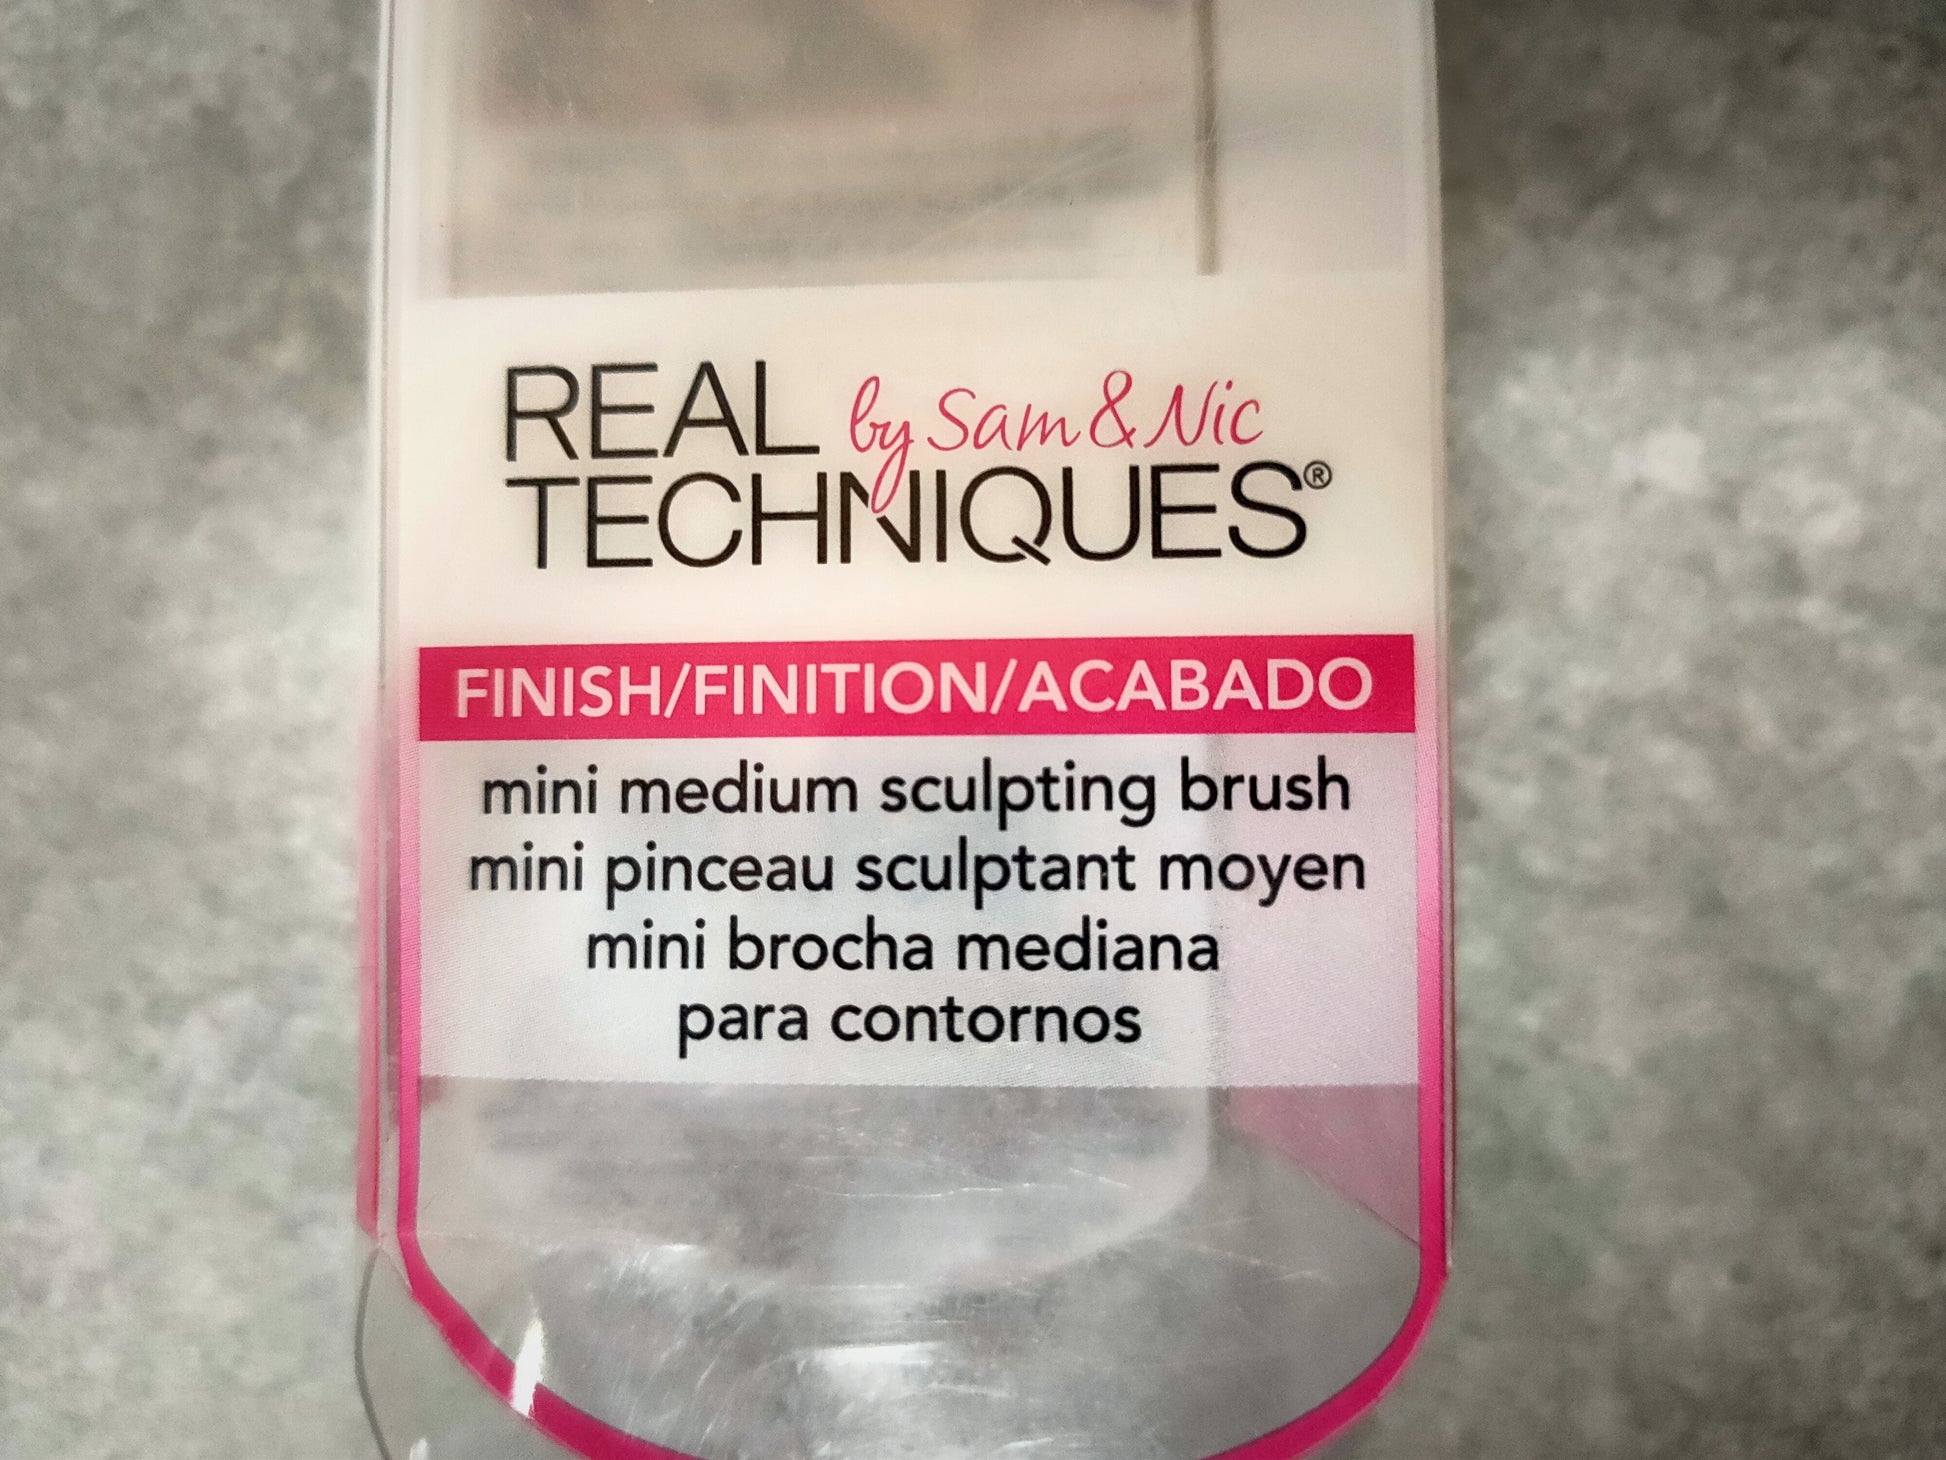 REAL by Sam & Nic
TECHNIQUES®
FINISH/FINITION/ACABADO
mini medium sculpting brush
mini pinceau sculptant moyen
mini brocha mediana
para contornos